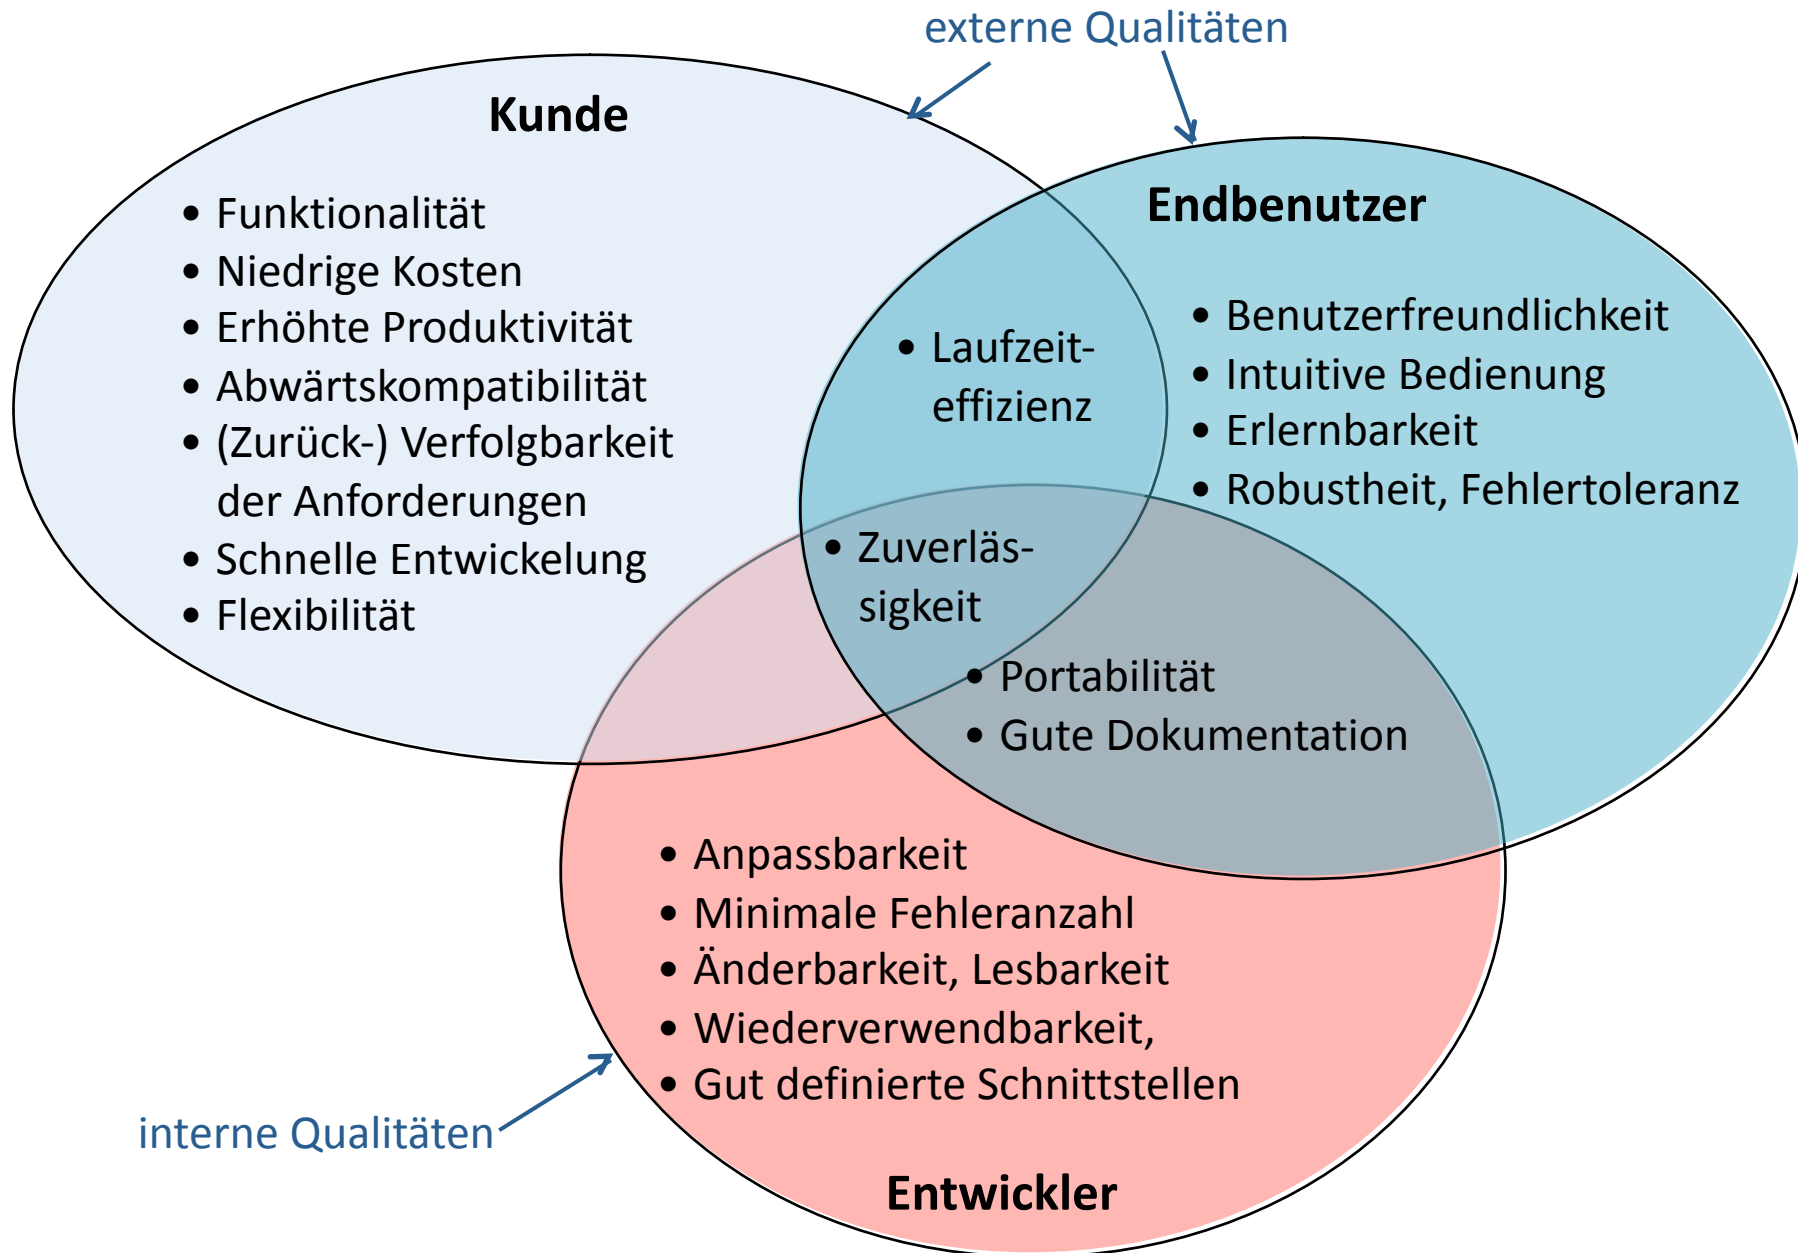 externe Qualitäten
Kunde
• Funktionalität
• Niedrige Kosten
• Erhöhte Produktivität
• Abwärtskompatibilität
• (Zurück-) Verfolgbarkeit
der Anforderungen
• Schnelle Entwickelung
• Flexibilität
Endbenutzer
• Benutzerfreundlichkeit
• Intuitive Bedienung
• Erlernbarkeit
• Robustheit, Fehlertoleranz
• Laufzeit-
effizienz
• Zuverläs-
sigkeit
• Portabilität
• Gute Dokumentation
• Anpassbarkeit
• Minimale Fehleranzahl
• Änderbarkeit, Lesbarkeit
• Wiederverwendbarkeit,
• Gut definierte Schnittstellen
interne Qualitäten
Entwickler